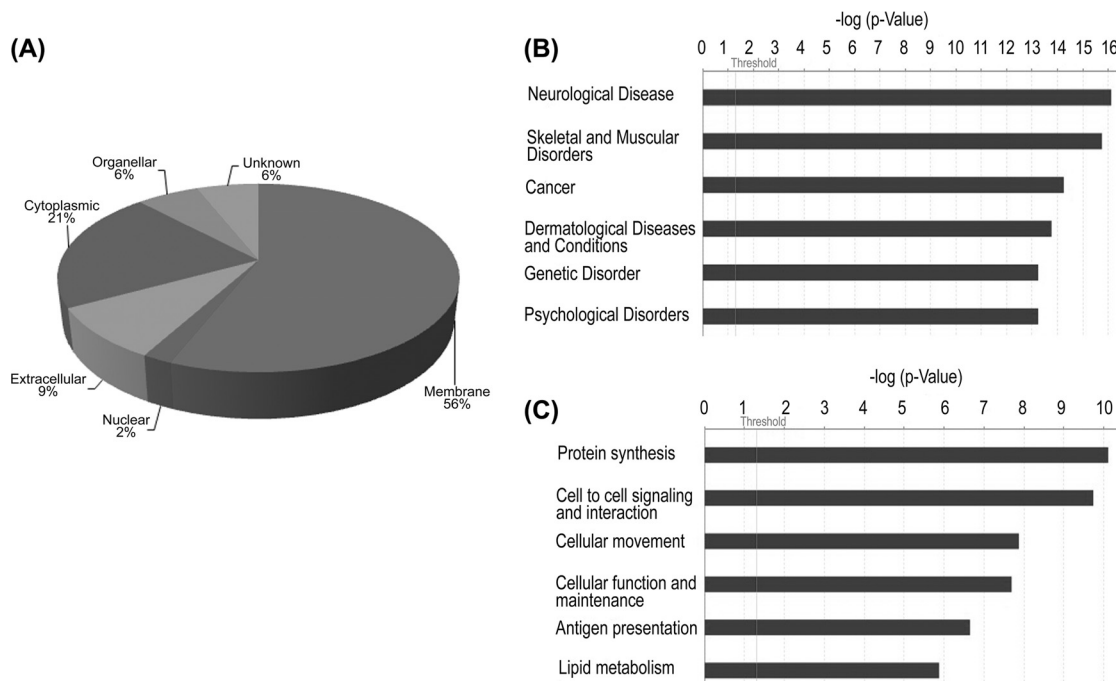 (A)
Organellar
6%
Unknown
6%
Cytoplasmic
21%
Extracellular
9%
Nuclear
2%
Membrane
56%
(B)
-log (p-Value)
0 1 2 3 4 5 6 7 8 9 10 11 12 13 14 15 16
Threshold
Neurological Disease
Skeletal and Muscular
Disorders
Cancer
Dermatological Diseases
and Conditions
Genetic Disorder
Psychological Disorders
(C)
-log (p-Value)
0 1 2 3 4 5 6 7 8 9 10
Threshold
Protein synthesis
Cell to cell signaling
and interaction
Cellular movement
Cellular function and
maintenance
Antigen presentation
Lipid metabolism